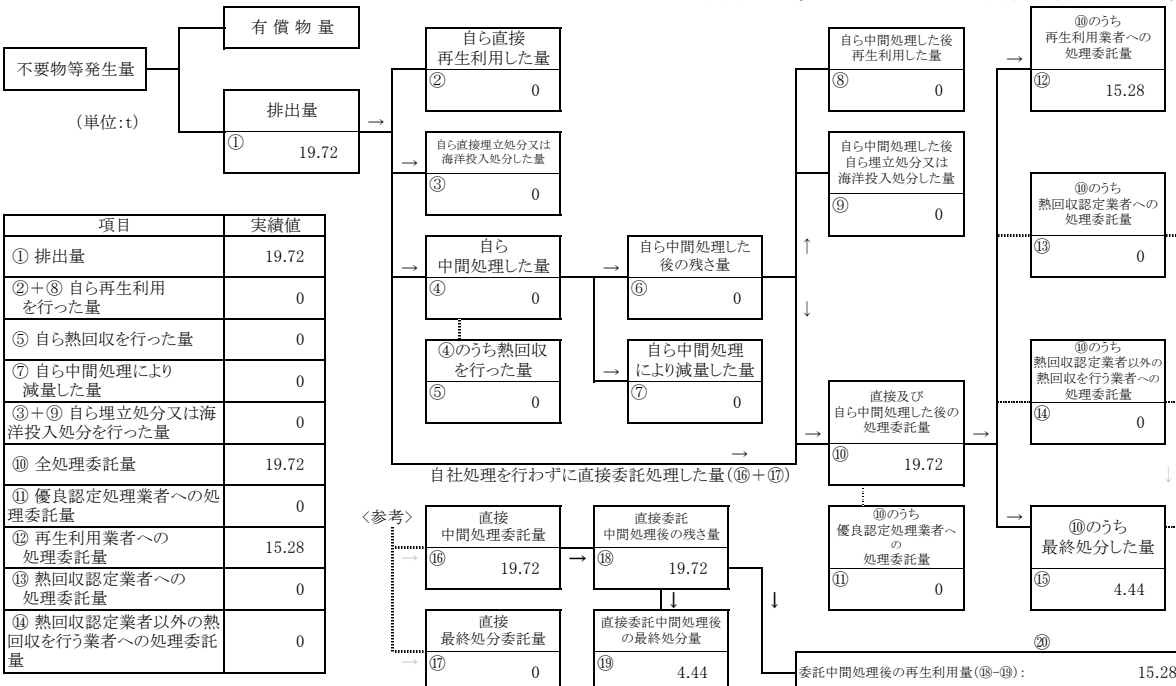 有 償 物 量
不要物等発生量
(単位:t)
排出量
①
19.72
→
自ら直接
再生利用した量
②
0
→
自ら直接埋立処分又は
海洋投入処分した量
③
0
→
自ら
中間処理した量
④
0
④のうち熱回収
を行った量
⑤
0
→
自ら中間処理した
後の残さ量
⑥
0
→
自ら中間処理
により減量した量
⑦
0
自ら中間処理した後
再生利用した量
⑧
0
自ら中間処理した後
自ら埋立処分又は
海洋投入処分した量
⑨
0
↑
↓
→
直接及び
自ら中間処理した後の
処理委託量
⑩
19.72
→
⑩のうち
優良認定処理業者へ
の
処理委託量
⑪
0
→
⑩のうち
再生利用業者への
処理委託量
⑫
15.28
⑩のうち
熱回収認定業者への
処理委託量
⑬
0
⑩のうち
熱回収認定業者以外の
熱回収を行う業者への
処理委託量
⑭
0
↓
→
⑩のうち
最終処分した量
⑮
4.44
→
自社処理を行わずに直接委託処理した量(⑯+⑰)
〈参考〉
→
直接
中間処理委託量
⑯
19.72
→
直接委託
中間処理後の残さ量
⑱
19.72
↓
↓
→
直接
最終処分委託量
⑰
0
直接委託中間処理後
の最終処分量
⑲
4.44
⑳
委託中間処理後の再生利用量(⑱-⑲):
15.28
項目 実績値
① 排出量 19.72
②+⑧ 自ら再生利用
を行った量 0
⑤ 自ら熱回収を行った量 0
⑦ 自ら中間処理により
減量した量 0
③+⑨ 自ら埋立処分又は海
洋投入処分を行った量 0
⑩ 全処理委託量 19.72
⑪ 優良認定処理業者への処
理委託量 0
⑫ 再生利用業者への
処理委託量 15.28
⑬ 熱回収認定業者への
処理委託量 0
⑭ 熱回収認定業者以外の熱
回収を行う業者への処理委託
量 0